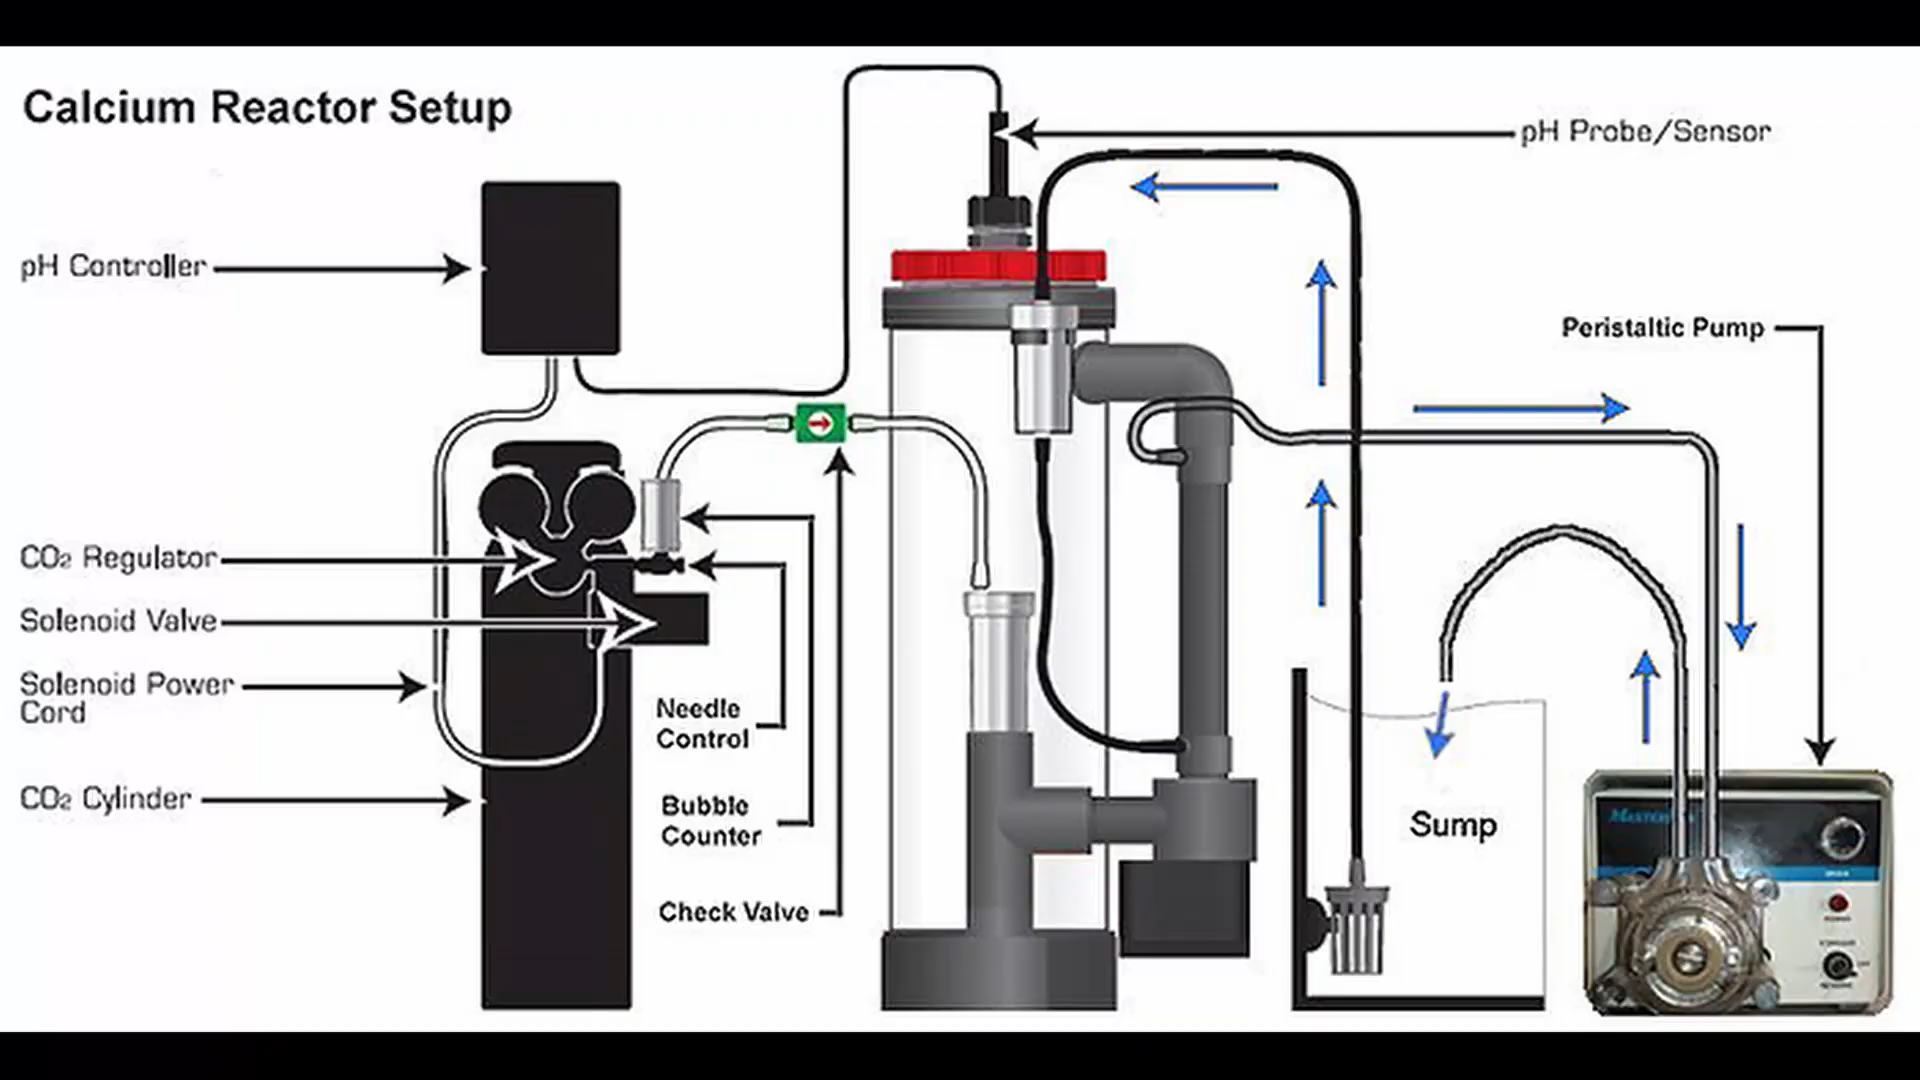 Calcium Reactor Setup
pH Probe/Sensor
pH Controller
Peristaltic Pump
CO₂ Regulator
Solenoid Valve
Solenoid Power
Cord
Needle
Control
CO₂ Cylinder
Bubble
Counter
Sump
Check Valve